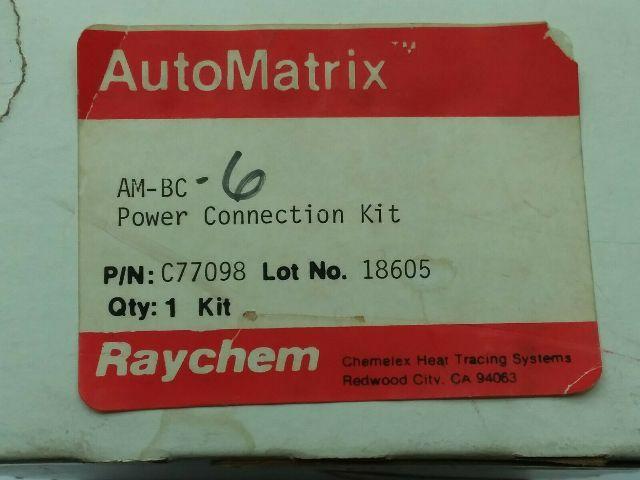 AutoMatrix™
AM-BC -6
Power Connection Kit
P/N: C77098 Lot No. 18605
Qty: 1 Kit
Raychem
Chemelex Heat Tracing Systems
Redwood City, CA 94063